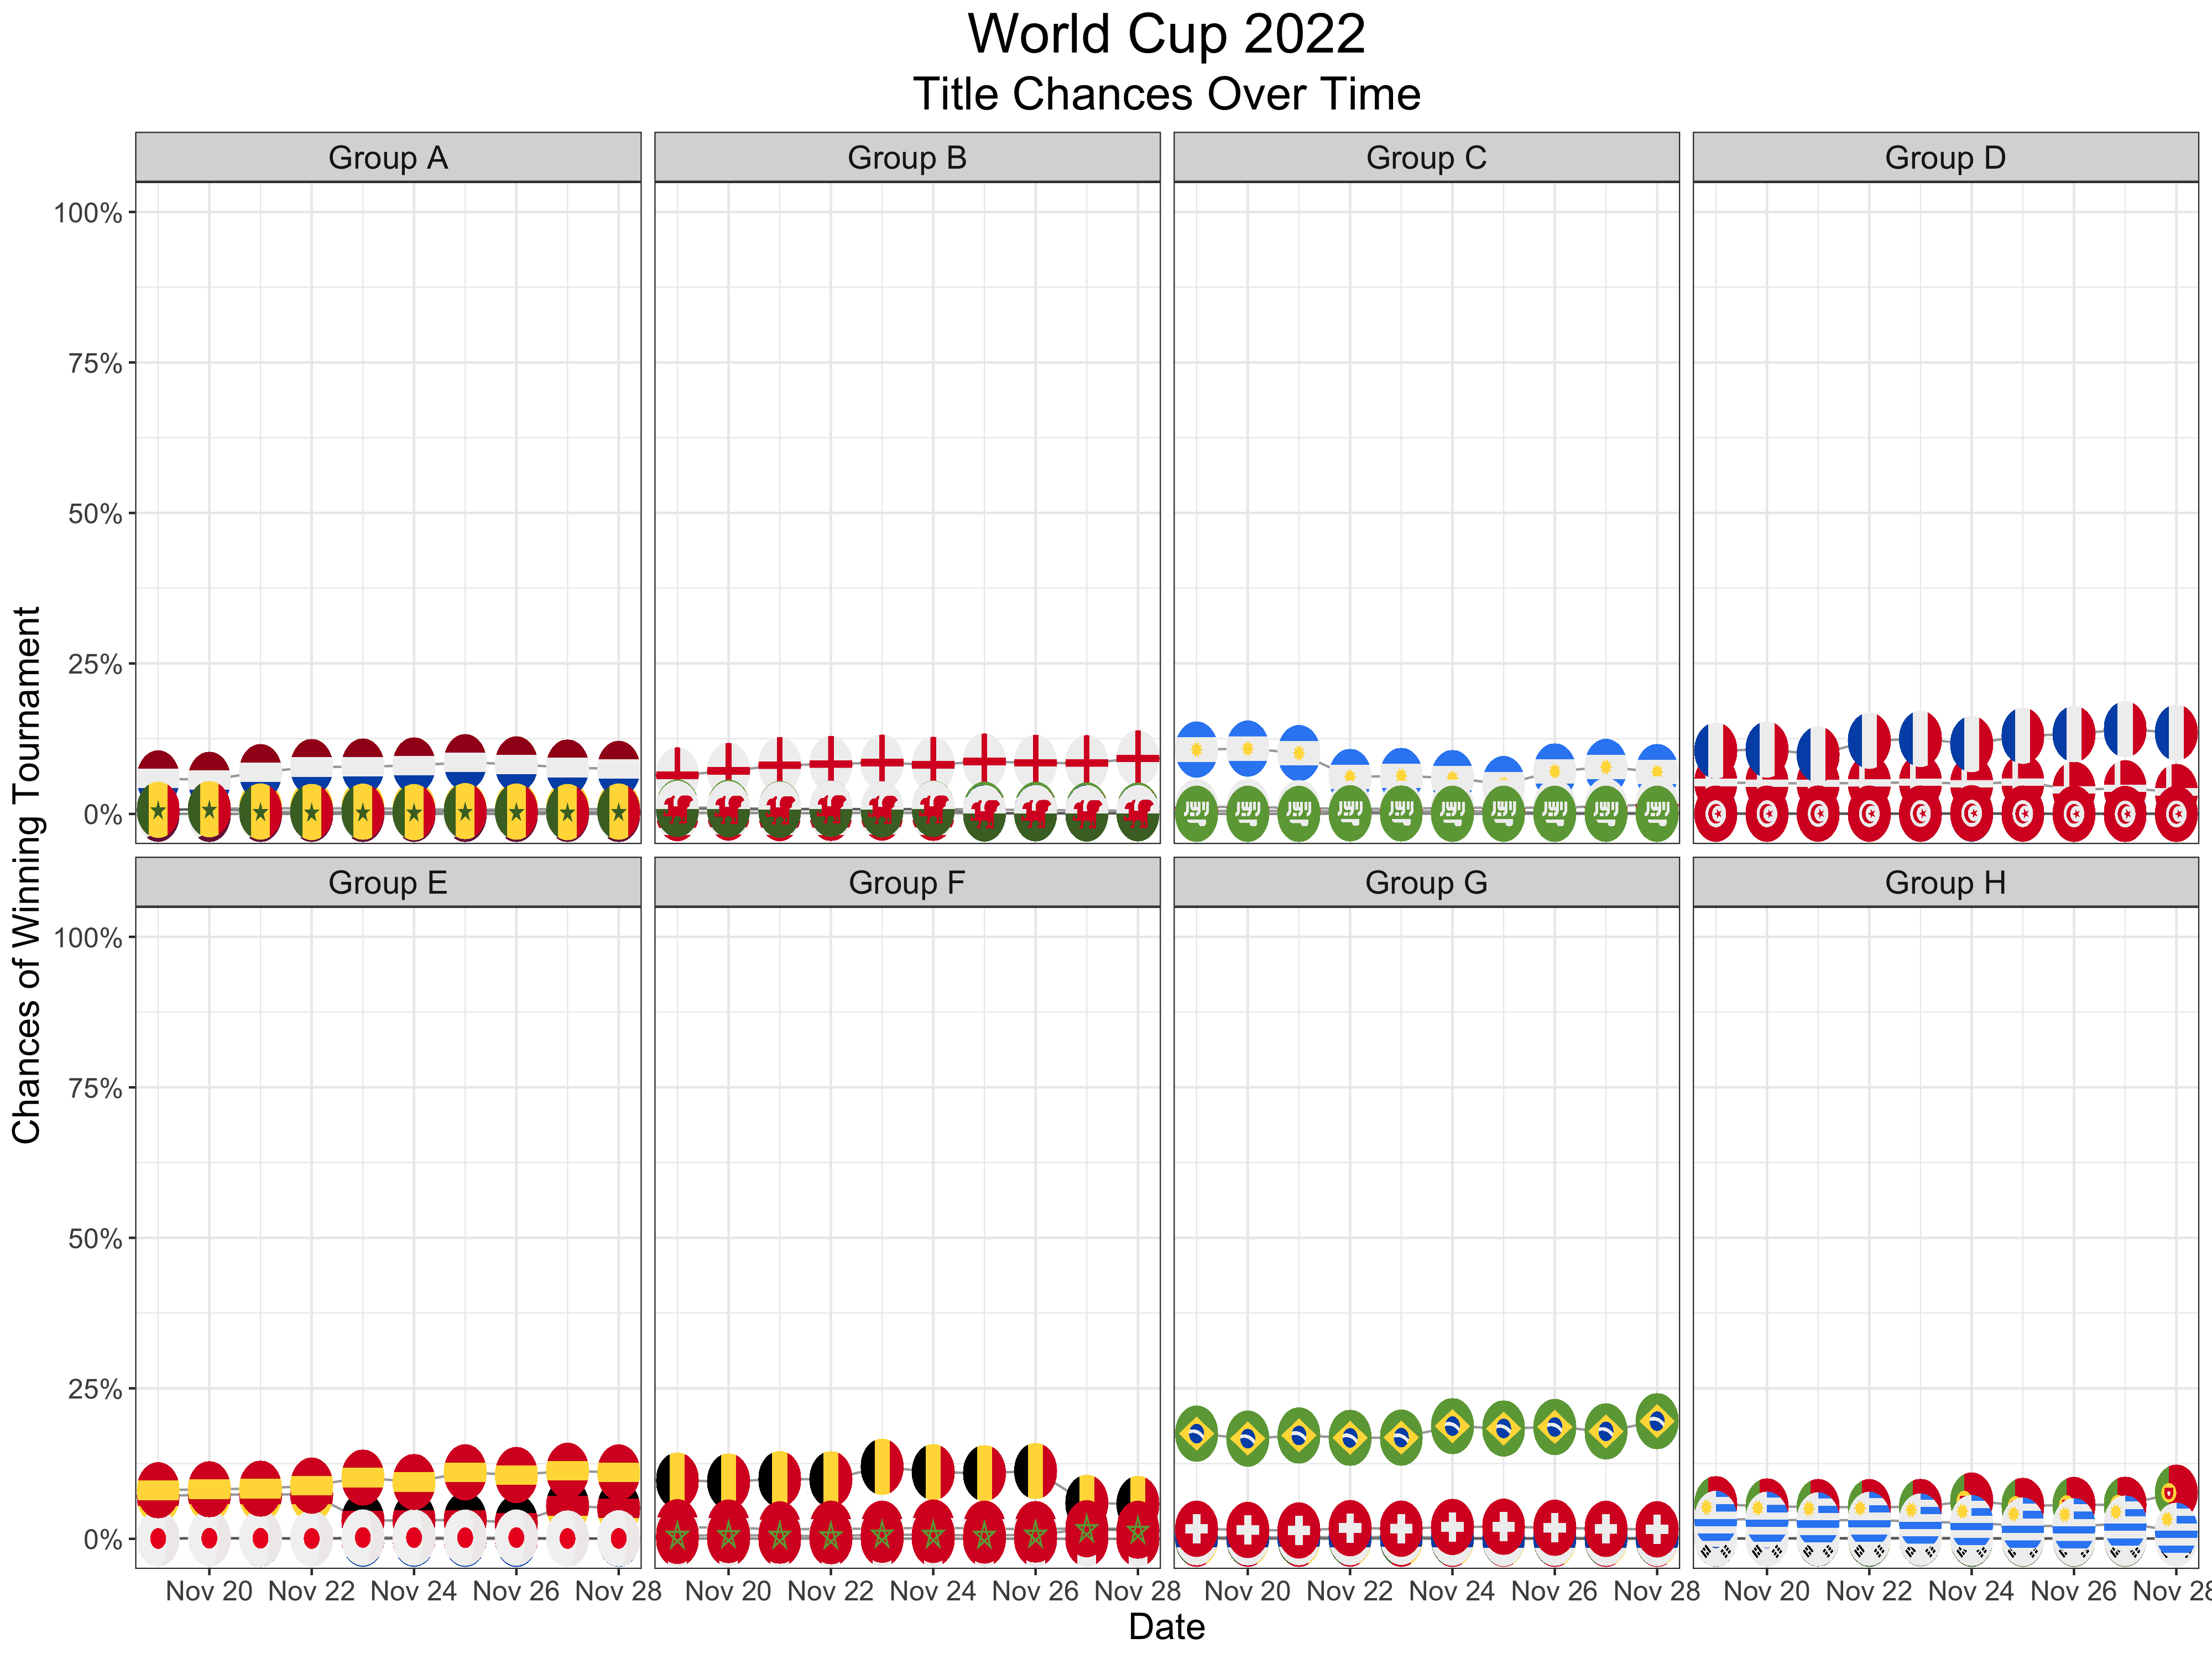 World Cup 2022
Title Chances Over Time
Group A
Group B
Group C
Group D
100%
75%
50%
25%
0%
Group E
Group F
Group G
Group H
100%
75%
50%
25%
0%
Nov 20 Nov 22 Nov 24 Nov 26 Nov 28
Nov 20 Nov 22 Nov 24 Nov 26 Nov 28
Nov 20 Nov 22 Nov 24 Nov 26 Nov 28
Nov 20 Nov 22 Nov 24 Nov 26 Nov 28
Date
Chances of Winning Tournament